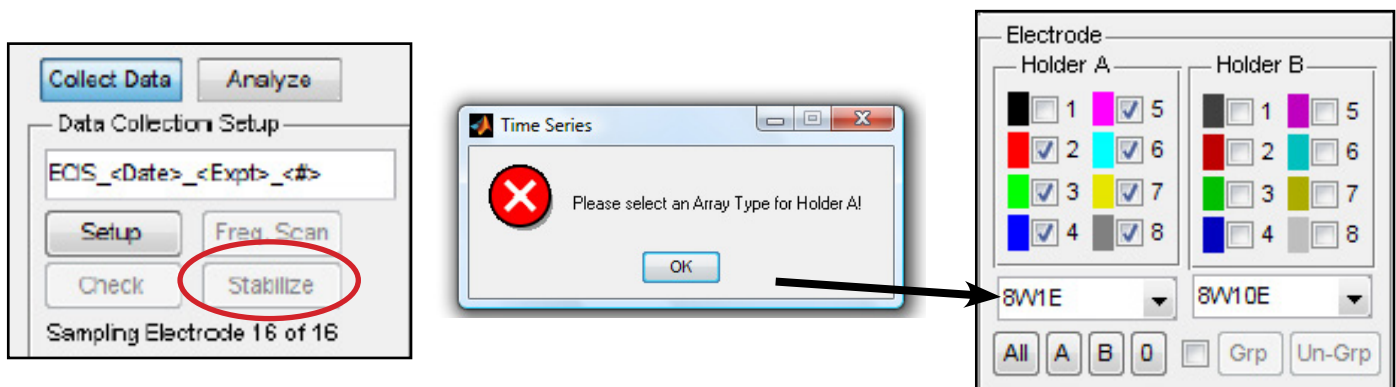 Collect Data Analyze
Data Collection Setup
ECIS_<Date>_<Expt>_<#>
Setup Freq. Scan
Check Stabilize
Sampling Electrode 16 of 16
Time Series
Please select an Array Type for Holder A!
OK
Electrode
Holder A Holder B
1 5 1 5
2 6 2 6
3 7 3 7
4 8 4 8
8W1E 8W10E
All A B 0 Grp Un-Grp